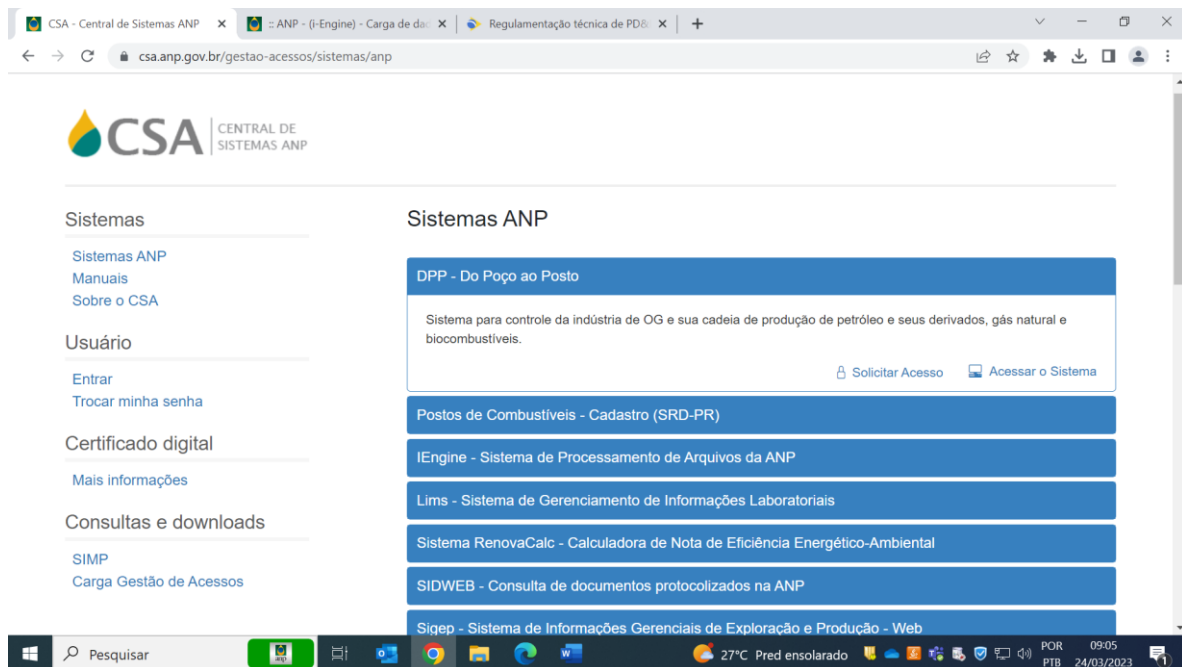 CSA - Central de Sistemas ANP
:: ANP - (i-Engine) - Carga de dad
Regulamentação técnica de PD&
csa.anp.gov.br/gestao-acessos/sistemas/anp
CSA
CENTRAL DE
SISTEMAS ANP
Sistemas
Sistemas ANP
Manuais
Sobre o CSA
Usuário
Entrar
Trocar minha senha
Certificado digital
Mais informações
Consultas e downloads
SIMP
Carga Gestão de Acessos
Sistemas ANP
DPP - Do Poço ao Posto
Sistema para controle da indústria de OG e sua cadeia de produção de petróleo e seus derivados, gás natural e
biocombustíveis.
Solicitar Acesso
Acessar o Sistema
Postos de Combustíveis - Cadastro (SRD-PR)
IEngine - Sistema de Processamento de Arquivos da ANP
Lims - Sistema de Gerenciamento de Informações Laboratoriais
Sistema RenovaCalc - Calculadora de Nota de Eficiência Energético-Ambiental
SIDWEB - Consulta de documentos protocolizados na ANP
Sigep - Sistema de Informações Gerenciais de Exploração e Produção - Web
Pesquisar
anp
27°C Pred ensolarado
POR
PTB
09:05
24/03/2023
1